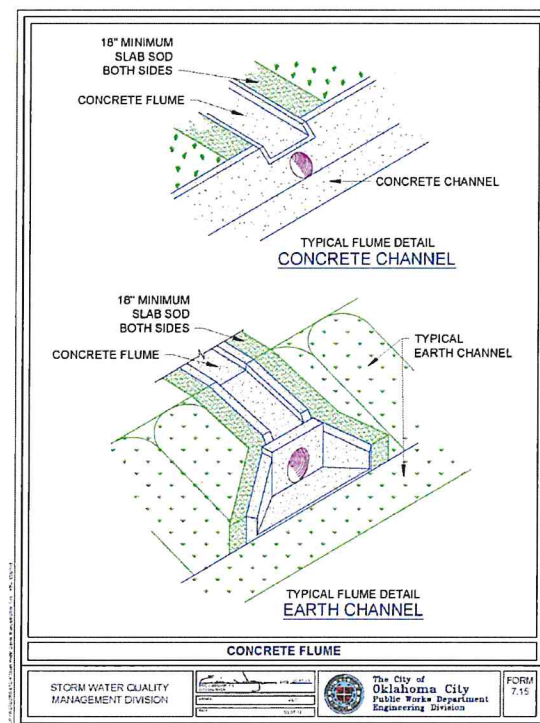 18" MINIMUM
SLAB SOD
BOTH SIDES
CONCRETE FLUME
CONCRETE CHANNEL
TYPICAL FLUME DETAIL
CONCRETE CHANNEL
18" MINIMUM
SLAB SOD
BOTH SIDES
CONCRETE FLUME
TYPICAL
EARTH CHANNEL
TYPICAL FLUME DETAIL
EARTH CHANNEL
CONCRETE FLUME
STORM WATER QUALITY
MANAGEMENT DIVISION
The City of
Oklahoma City
Public Works Department
Engineering Division
FORM
7.15